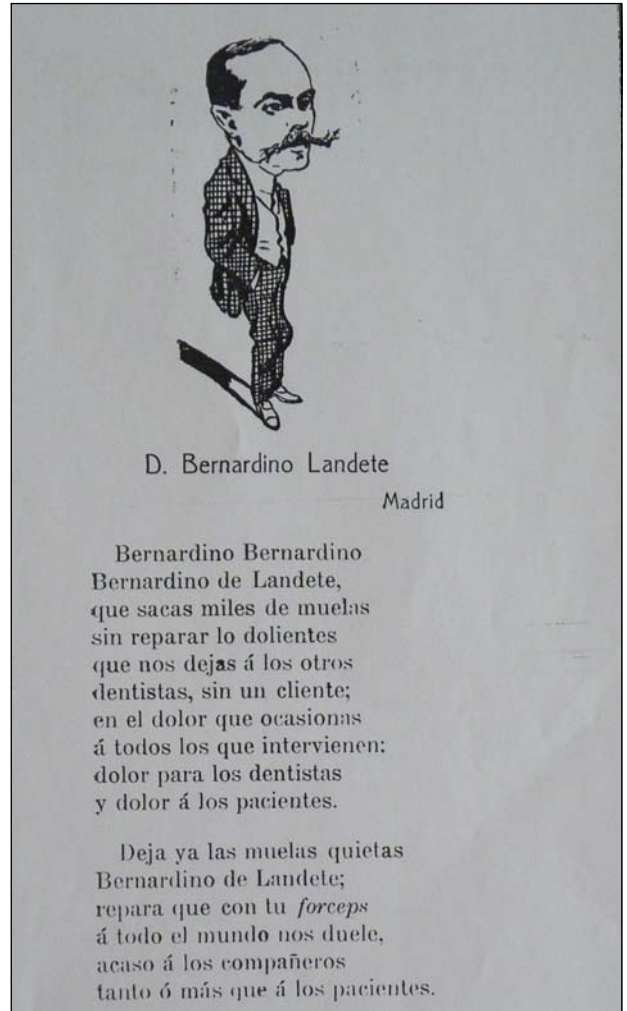 D. Bernardino Landete
Madrid
Bernardino Bernardino
Bernardino de Landete,
que sacas miles de muelas
sin reparar lo dolientes
que nos dejas á los otros
dentistas, sin un cliente;
en el dolor que ocasionas
á todos los que intervienen:
dolor para los dentistas
y dolor á los pacientes.
Deja ya las muelas quietas
Bernardino de Landete;
repara que con tu forceps
á todo el mundo nos duele,
acaso á los compañeros
tanto ó más que á los pacientes.